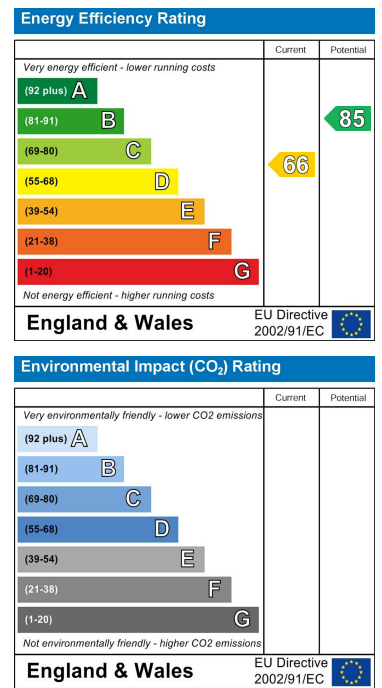 Energy Efficiency Rating
Current Potential
Very energy efficient - lower running costs
(92 plus) A
(81-91) B
85
(69-80) C
66
(55-68) D
(39-54) E
(21-38) F
(1-20) G
Not energy efficient - higher running costs
England & Wales
EU Directive
2002/91/EC
Environmental Impact (CO₂) Rating
Current Potential
Very environmentally friendly - lower CO2 emissions
(92 plus) A
(81-91) B
(69-80) C
(55-68) D
(39-54) E
(21-38) F
(1-20) G
Not environmentally friendly - higher CO2 emissions
England & Wales
EU Directive
2002/91/EC